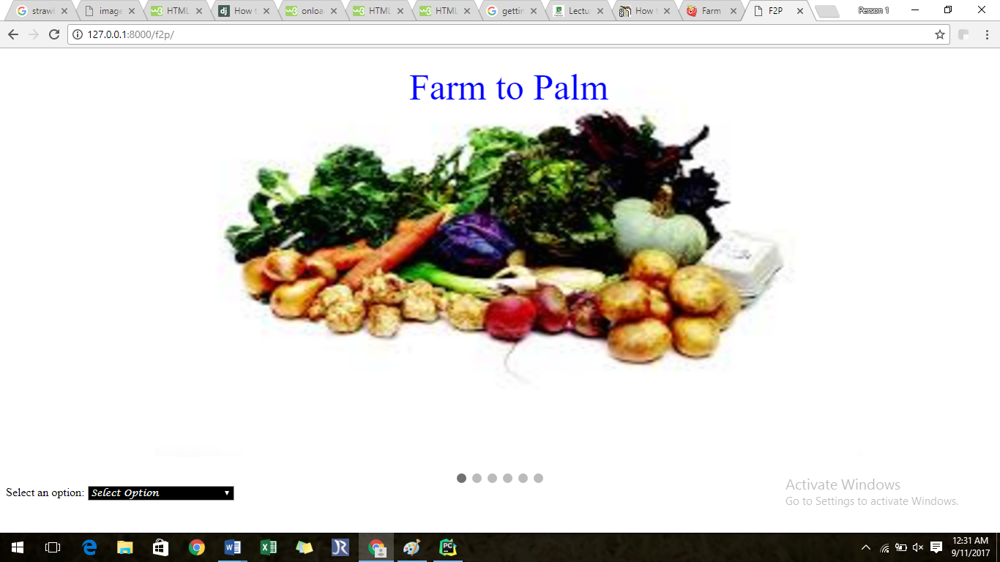 strawl
image
HTML
How t
onloa
HTML
HTML
gettin
Lectu
How
Farm
F2P
Person 1
127.0.0.1:8000/f2p/
Farm to Palm
Select an option: Select Option
Activate Windows
Go to Settings to activate Windows.
12:31 AM
9/11/2017